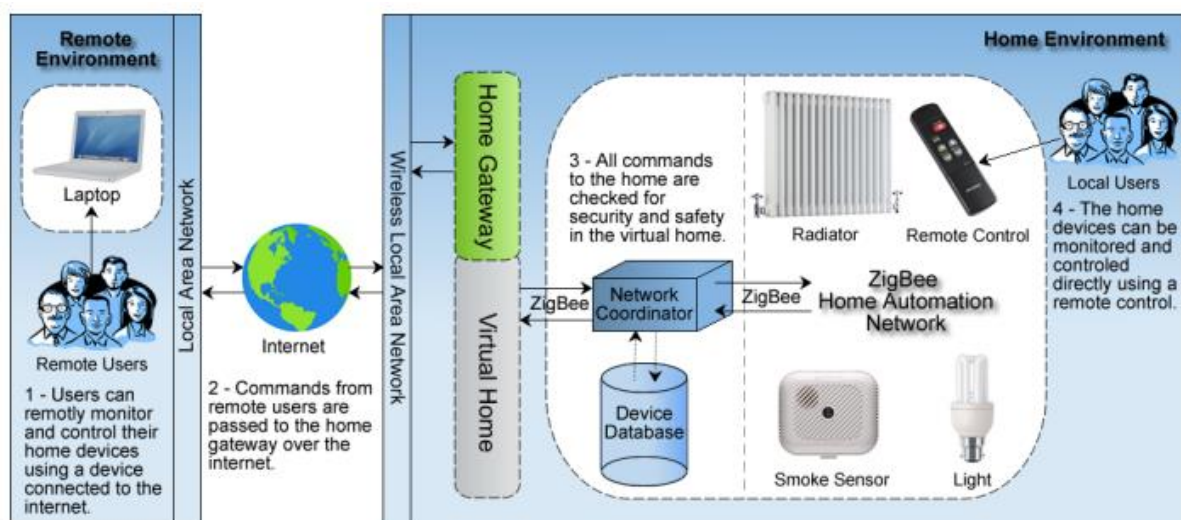 Remote
Environment
Laptop
Remote Users
1 - Users can
remotly monitor
and control their
home devices
using a device
connected to the
internet.
Local Area Network
Internet
2 - Commands from
remote users are
passed to the home
gateway over the
internet.
Wireless Local Area Network
Home Gateway
Virtual Home
Home Environment
3 - All commands
to the home are
checked for
security and safety
in the virtual home.
ZigBee
Network
Coordinator
ZigBee
Device
Database
Radiator
Remote Control
ZigBee
Home Automation
Network
Smoke Sensor
Light
Local Users
4 - The home
devices can be
monitored and
controled
directly using a
remote control.